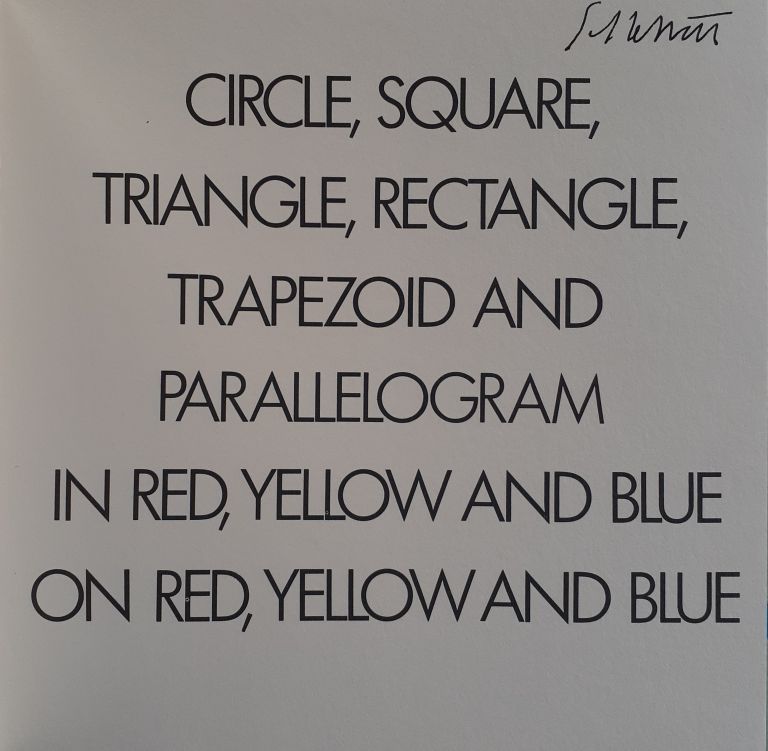 CIRCLE, SQUARE,
TRIANGLE, RECTANGLE,
TRAPEZOID AND
PARALLELOGRAM
IN RED, YELLOW AND BLUE
ON RED, YELLOW AND BLUE